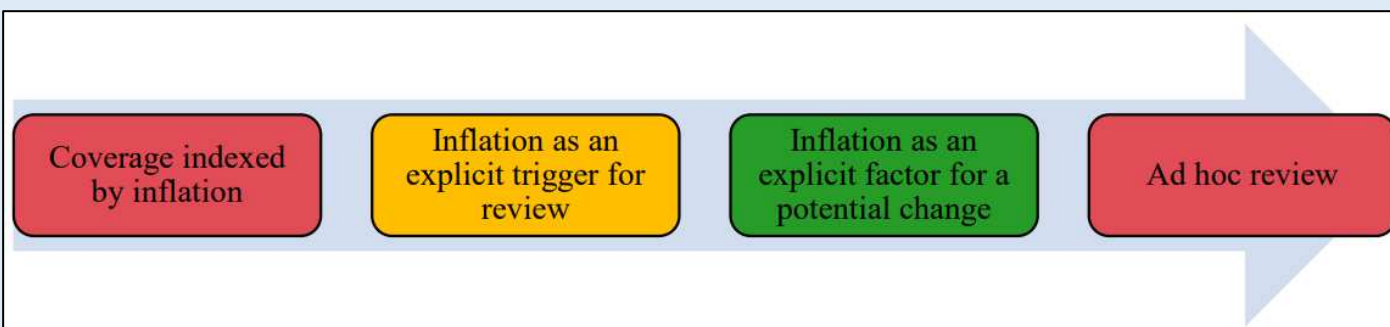 Coverage indexed
by inflation
Inflation as an
explicit trigger for
review
Inflation as an
explicit factor for a
potential change
Ad hoc review